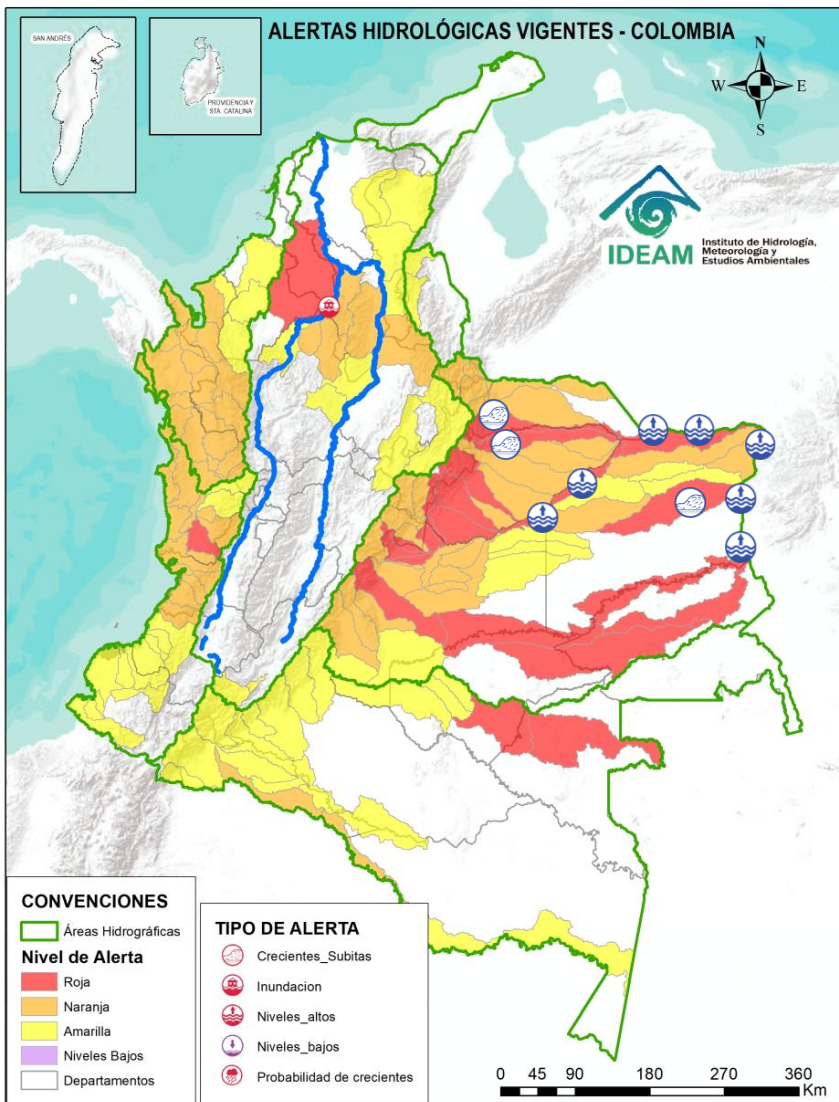 ALERTAS HIDROLÓGICAS VIGENTES - COLOMBIA
SAN ANDRÉS
PROVIDENCIA Y
STA. CATALINA
N
W
E
S
IDEAM
Instituto de Hidrología,
Meteorología y
Estudios Ambientales
CONVENCIONES
Áreas Hidrográficas
Nivel de Alerta
Roja
Naranja
Amarilla
Niveles Bajos
Departamentos
TIPO DE ALERTA
Crecientes_Subitas
Inundacion
Niveles_altos
Niveles_bajos
Probabilidad de crecientes
0 45 90 180 270 360
Km